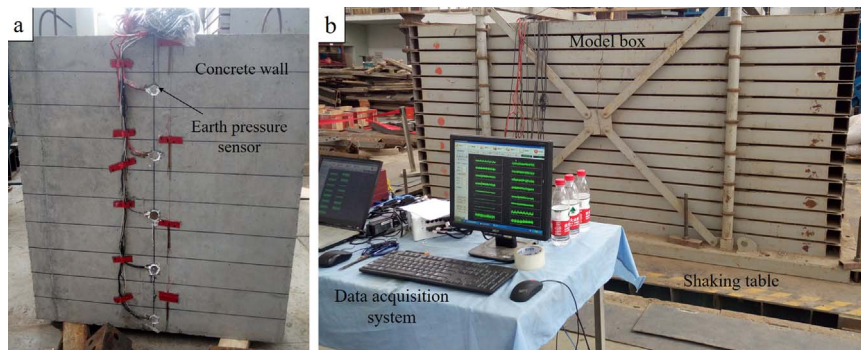 a
Concrete wall
Earth pressure
sensor
b
Model box
Data acquisition
system
Shaking table